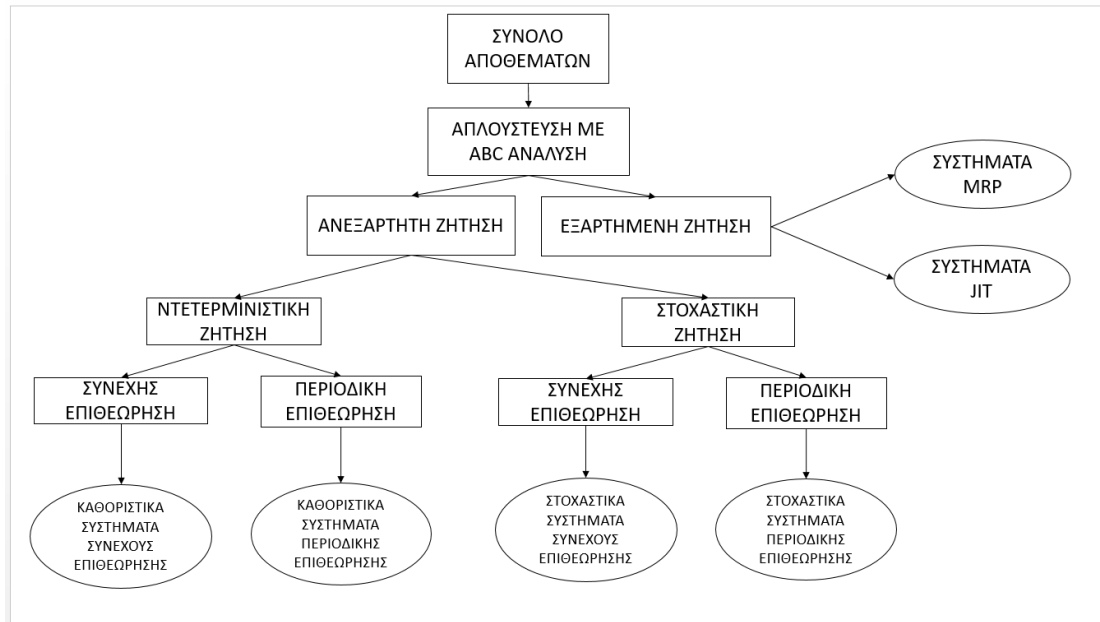 ΣΥΝΟΛΟ
ΑΠΟΘΕΜΑΤΩΝ
ΑΠΛΟΥΣΤΕΥΣΗ ΜΕ
ABC ΑΝΑΛΥΣΗ
ΑΝΕΞΑΡΤΗΤΗ ΖΗΤΗΣΗ
ΕΞΑΡΤΗΜΕΝΗ ΖΗΤΗΣΗ
ΣΥΣΤΗΜΑΤΑ
MRP
ΣΥΣΤΗΜΑΤΑ
JIT
ΝΤΕΤΕΡΜΙΝΙΣΤΙΚΗ
ΖΗΤΗΣΗ
ΣΤΟΧΑΣΤΙΚΗ
ΖΗΤΗΣΗ
ΣΥΝΕΧΗΣ
ΕΠΙΘΕΩΡΗΣΗ
ΠΕΡΙΟΔΙΚΗ
ΕΠΙΘΕΩΡΗΣΗ
ΣΥΝΕΧΗΣ
ΕΠΙΘΕΩΡΗΣΗ
ΠΕΡΙΟΔΙΚΗ
ΕΠΙΘΕΩΡΗΣΗ
ΚΑΘΟΡΙΣΤΙΚΑ
ΣΥΣΤΗΜΑΤΑ
ΣΥΝΕΧΟΥΣ
ΕΠΙΘΕΩΡΗΣΗΣ
ΚΑΘΟΡΙΣΤΙΚΑ
ΣΥΣΤΗΜΑΤΑ
ΠΕΡΙΟΔΙΚΗΣ
ΕΠΙΘΕΩΡΗΣΗΣ
ΣΤΟΧΑΣΤΙΚΑ
ΣΥΣΤΗΜΑΤΑ
ΣΥΝΕΧΟΥΣ
ΕΠΙΘΕΩΡΗΣΗΣ
ΣΤΟΧΑΣΤΙΚΑ
ΣΥΣΤΗΜΑΤΑ
ΠΕΡΙΟΔΙΚΗΣ
ΕΠΙΘΕΩΡΗΣΗΣ